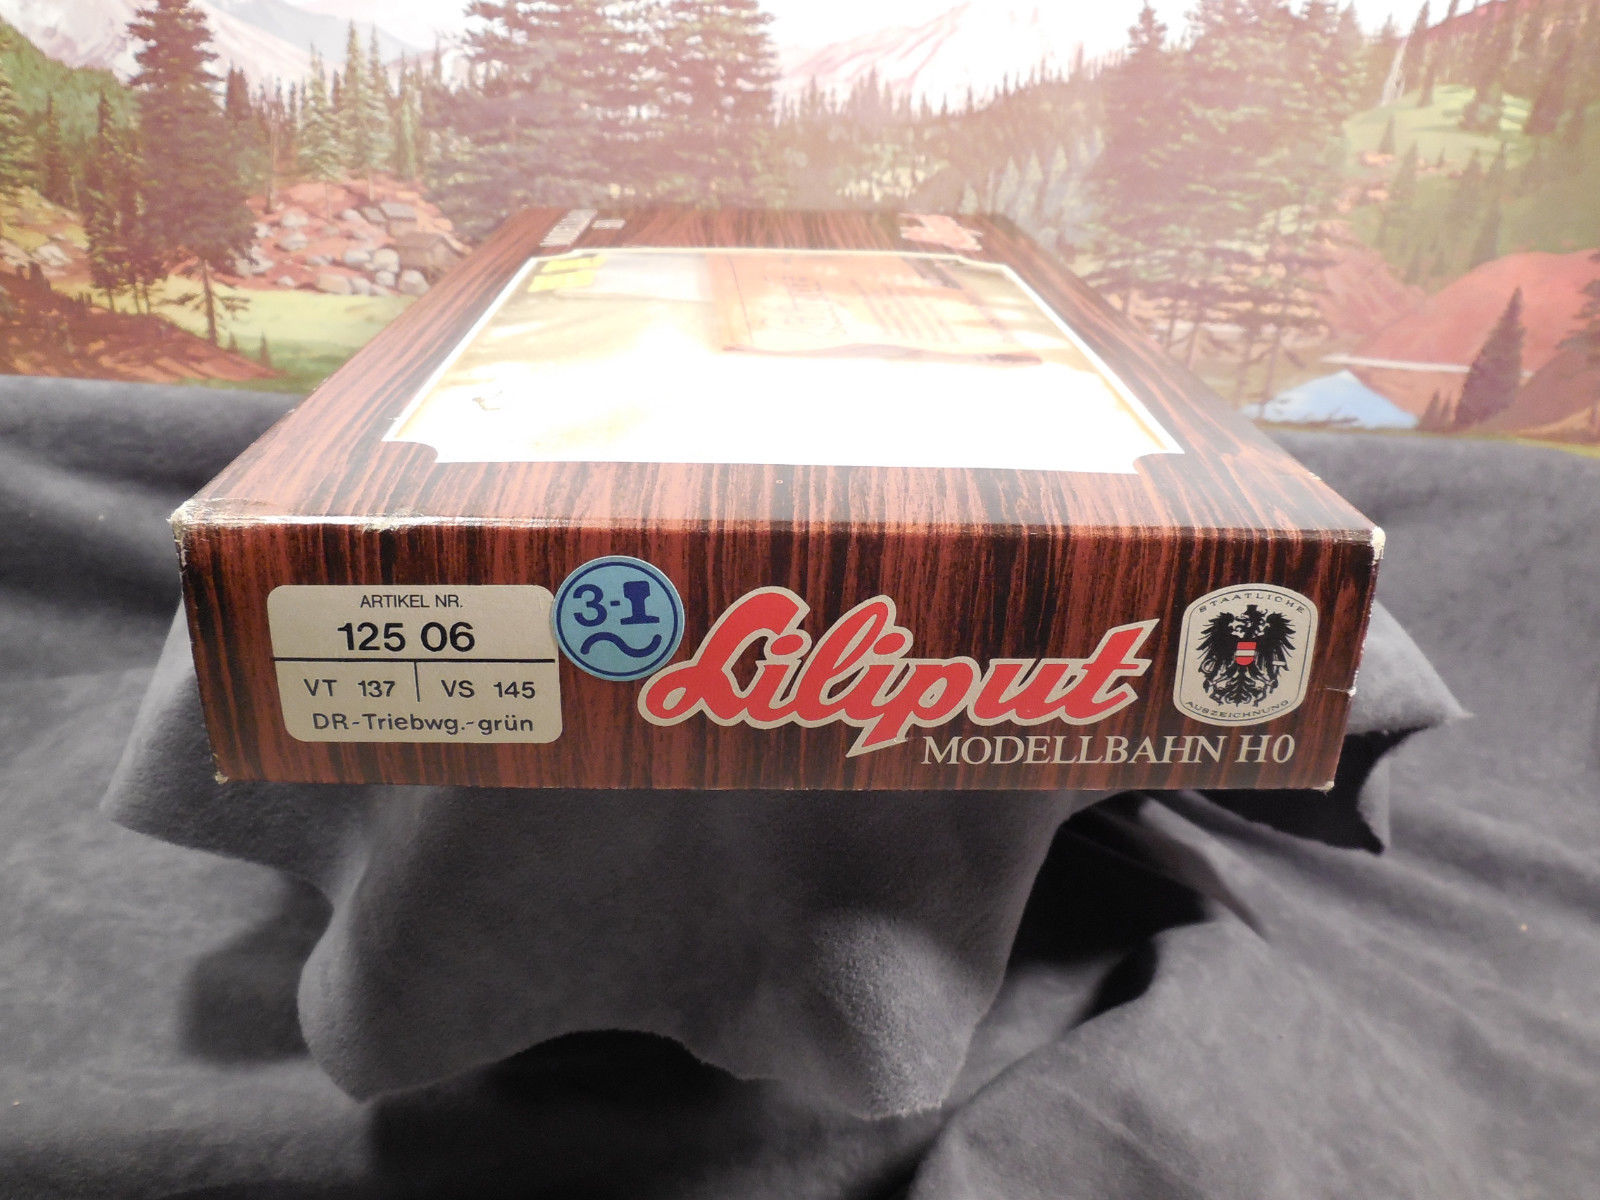 ARTIKEL NR.
125 06
VT 137 VS 145
DR-Triebwg.-grün
3-I
Liliput
MODELLBAHN H0
STAATLICHE
AUSZEICHNUNG